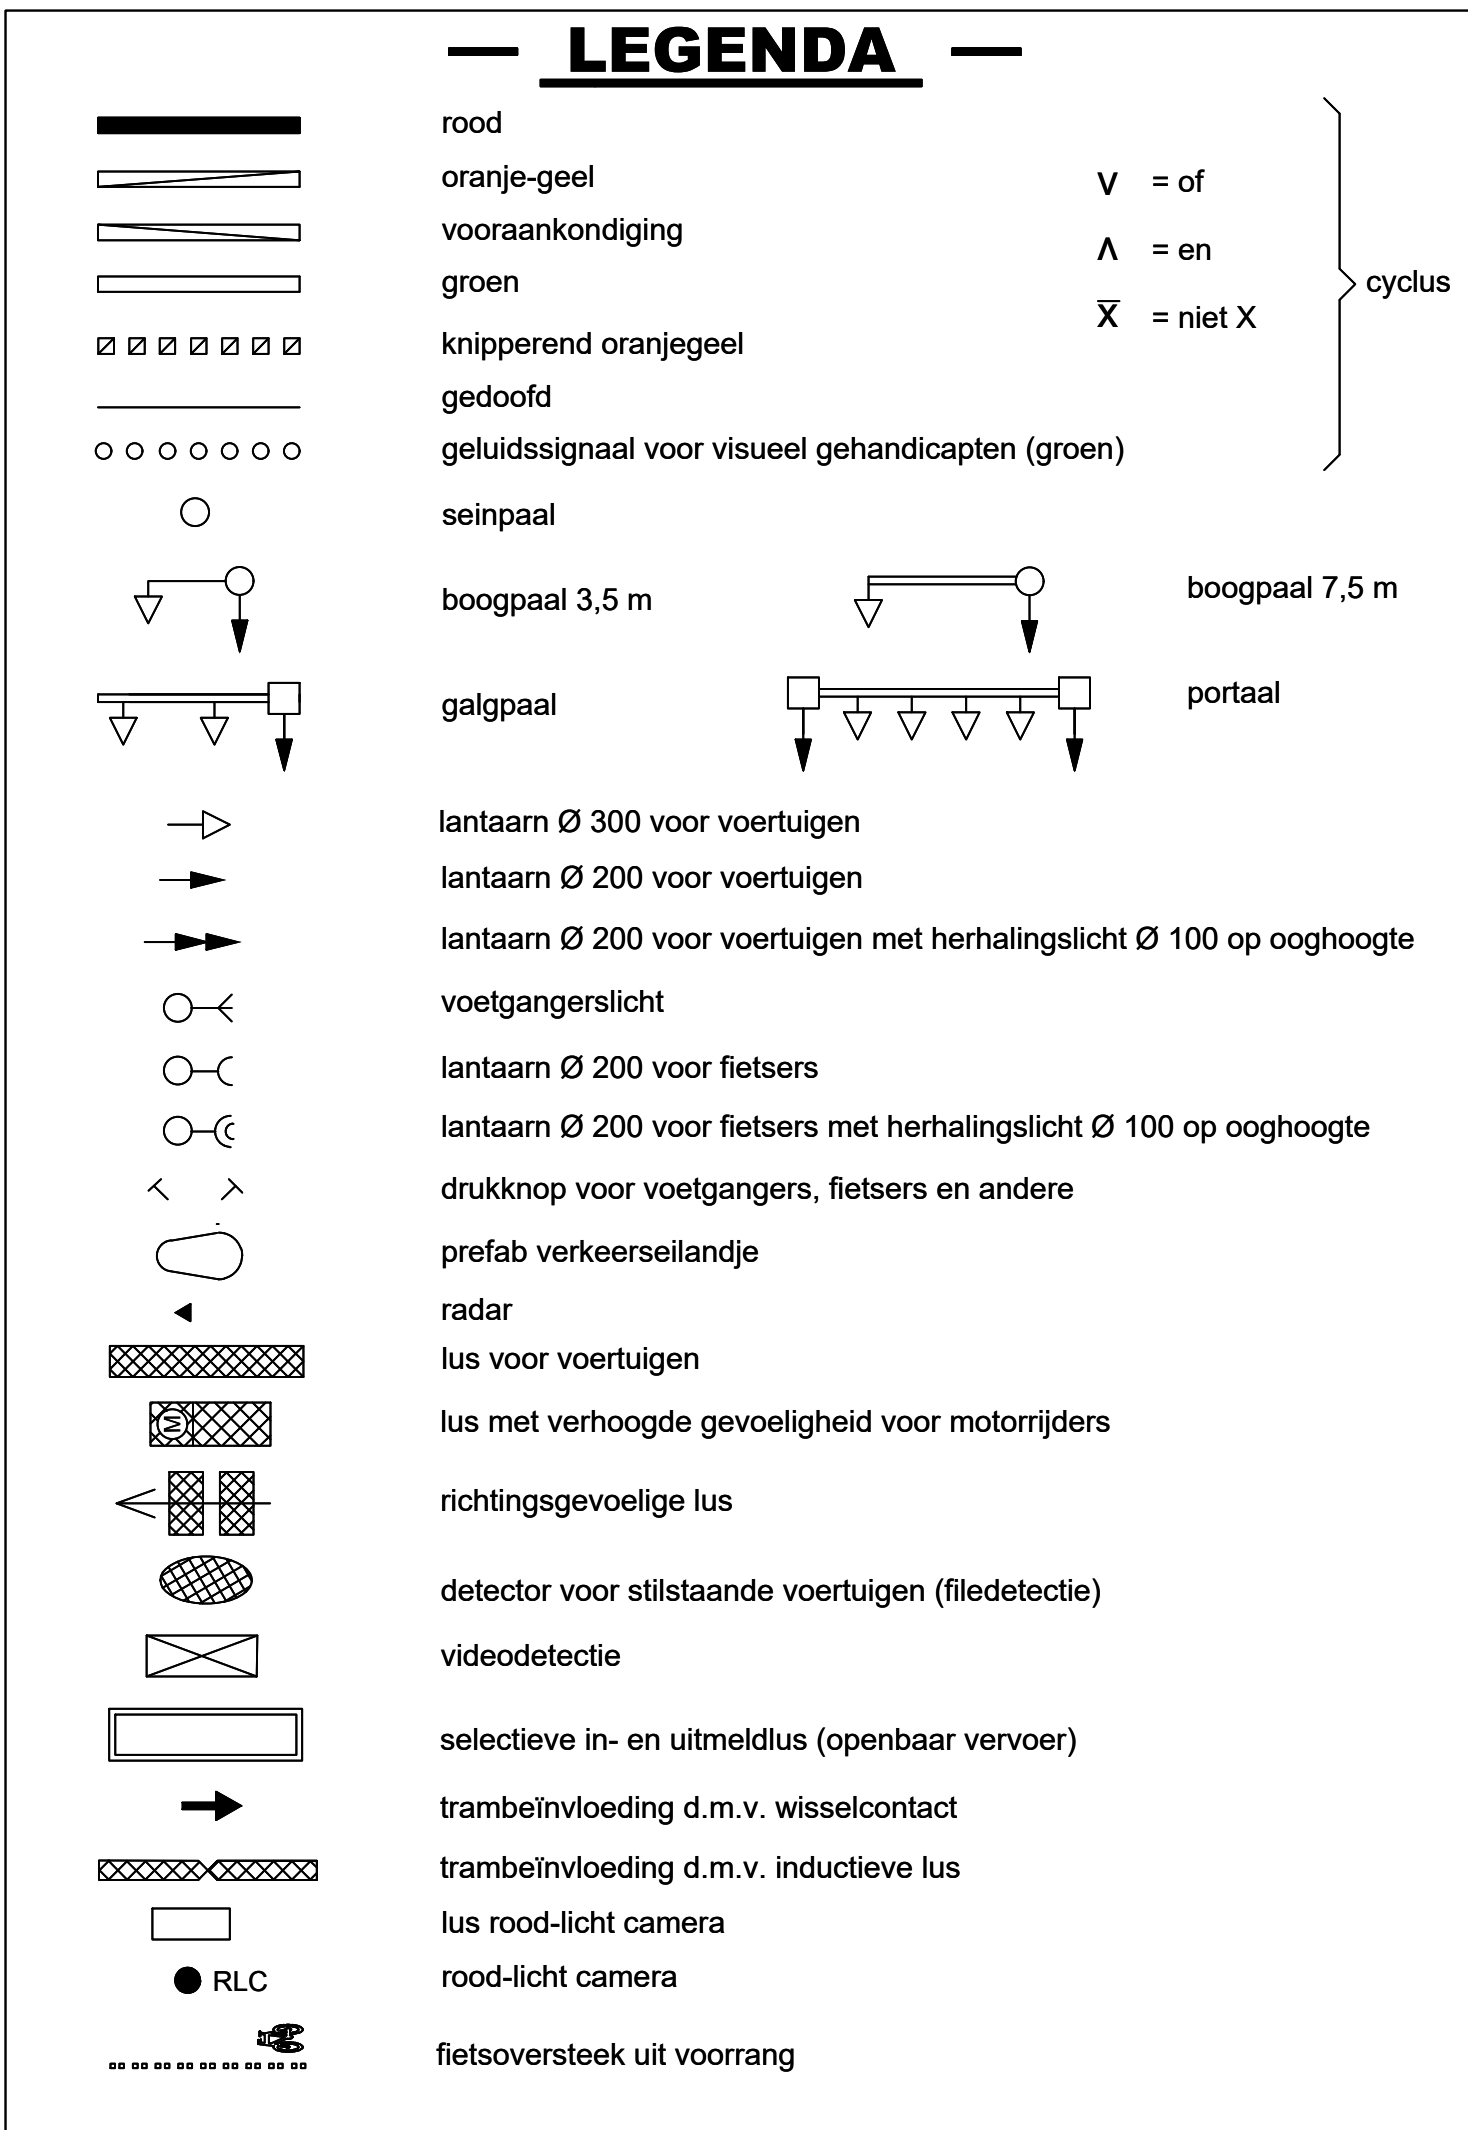 LEGENDA
rood
oranje-geel
V = of
vooraankondiging
Λ = en
groen
cyclus
X̅ = niet X
knipperend oranjegeel
gedoofd
geluidssignaal voor visueel gehandicapten (groen)
seinpaal
boogpaal 3,5 m
boogpaal 7,5 m
galgpaal
portaal
lantaarn Ø 300 voor voertuigen
lantaarn Ø 200 voor voertuigen
lantaarn Ø 200 voor voertuigen met herhalingslicht Ø 100 op ooghoogte
voetgangerslicht
lantaarn Ø 200 voor fietsers
lantaarn Ø 200 voor fietsers met herhalingslicht Ø 100 op ooghoogte
drukknop voor voetgangers, fietsers en andere
prefab verkeerseilandje
radar
lus voor voertuigen
M
lus met verhoogde gevoeligheid voor motorrijders
richtingsgevoelige lus
detector voor stilstaande voertuigen (filedetectie)
videodetectie
selectieve in- en uitmeldlus (openbaar vervoer)
trambeïnvloeding d.m.v. wisselcontact
trambeïnvloeding d.m.v. inductieve lus
lus rood-licht camera
RLC rood-licht camera
fietsoversteek uit voorrang